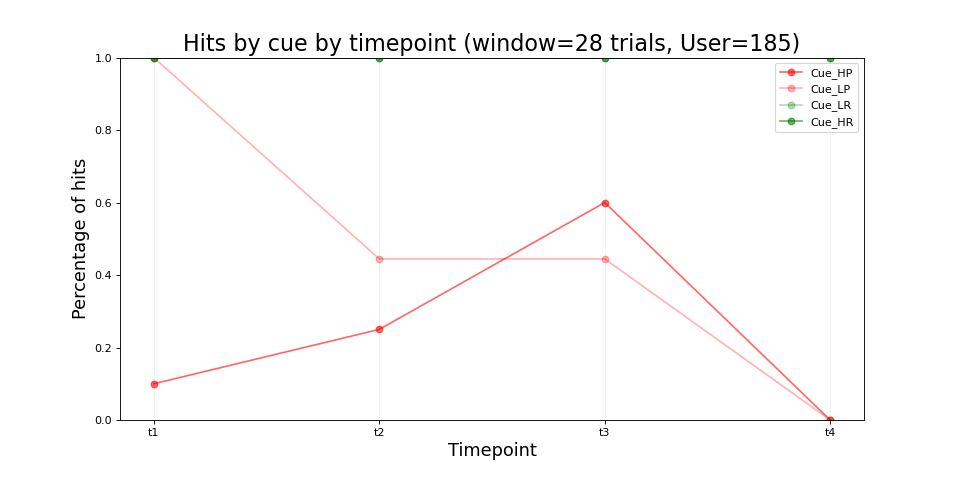 Hits by cue by timepoint (window=28 trials, User=185)
Percentage of hits
1.0
0.8
0.6
0.4
0.2
0.0
Cue_HP
Cue_LP
Cue_LR
Cue_HR
t1
t2
t3
t4
Timepoint